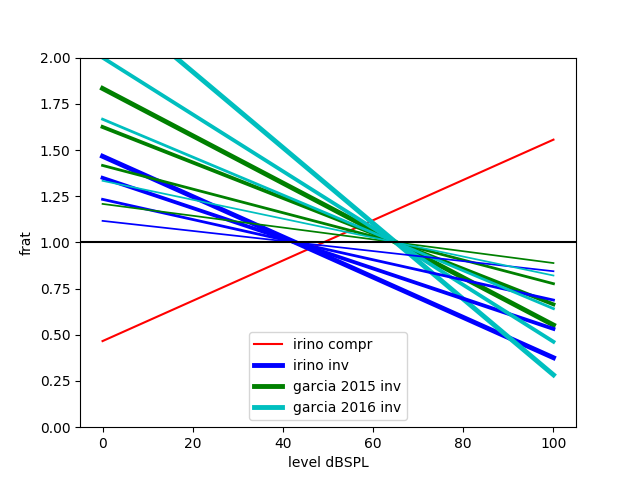 2.00
1.75
1.50
1.25
1.00
0.75
0.50
0.25
0.00
frat
0 20 40 60 80 100
level dBSPL
irino compr
irino inv
garcia 2015 inv
garcia 2016 inv